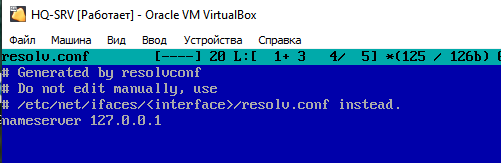 HQ-SRV [Работает] - Oracle VM VirtualBox
Файл Машина Вид Ввод Устройства Справка
resolv.conf [----] 20 L:[ 1+ 3 4/ 5] *(125 / 126b) 0
# Generated by resolvconf
# Do not edit manually, use
# /etc/net/ifaces/<interface>/resolv.conf instead.
nameserver 127.0.0.1